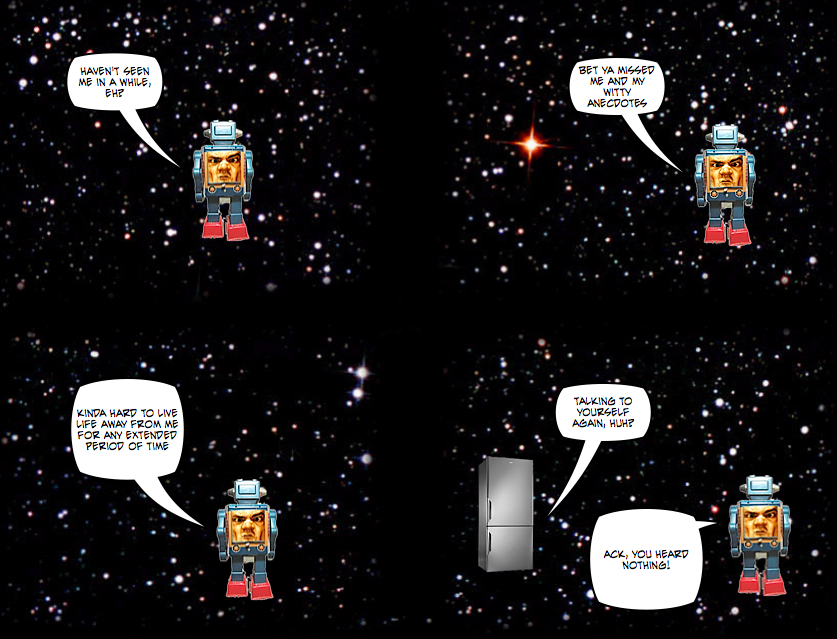 HAVEN'T SEEN
ME IN A WHILE,
EH?
BET YA MISSED
ME AND MY
WITTY
ANECDOTES
KINDA HARD TO LIVE
LIFE AWAY FROM ME
FOR ANY EXTENDED
PERIOD OF TIME
TALKING TO
YOURSELF
AGAIN, HUH?
ACK, YOU HEARD
NOTHING!